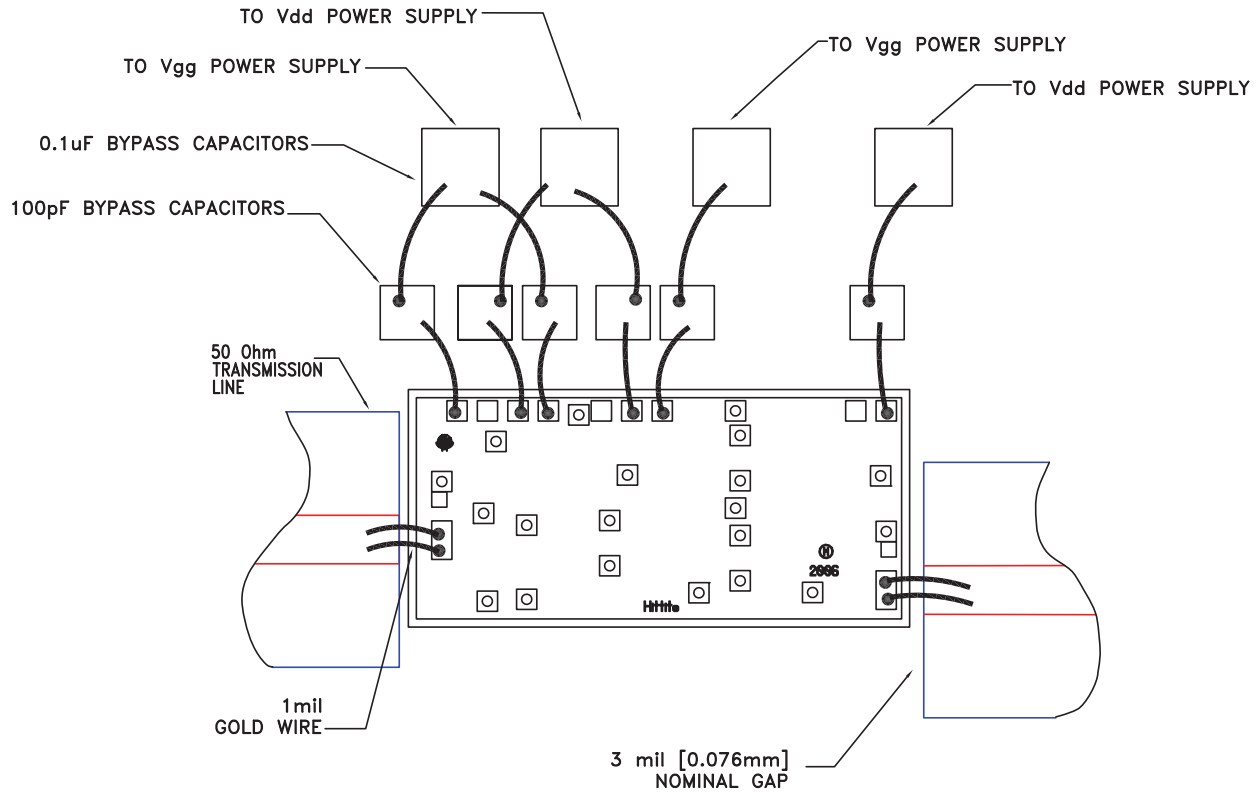 TO Vdd POWER SUPPLY
TO Vgg POWER SUPPLY
TO Vgg POWER SUPPLY
TO Vdd POWER SUPPLY
0.1uF BYPASS CAPACITORS
100pF BYPASS CAPACITORS
50 Ohm
TRANSMISSION
LINE
H
2006
Hittite
1mil
GOLD WIRE
3 mil [0.076mm]
NOMINAL GAP